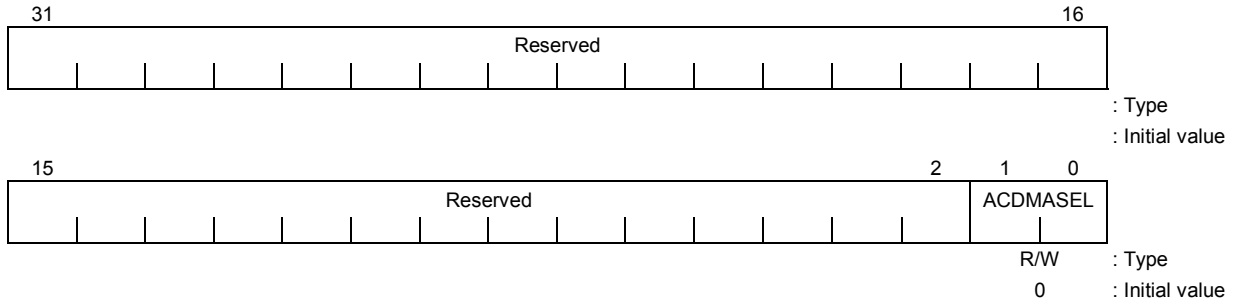 31 16
Reserved
: Type
: Initial value
15 2 1 0
Reserved ACDMASEL
R/W : Type
0 : Initial value